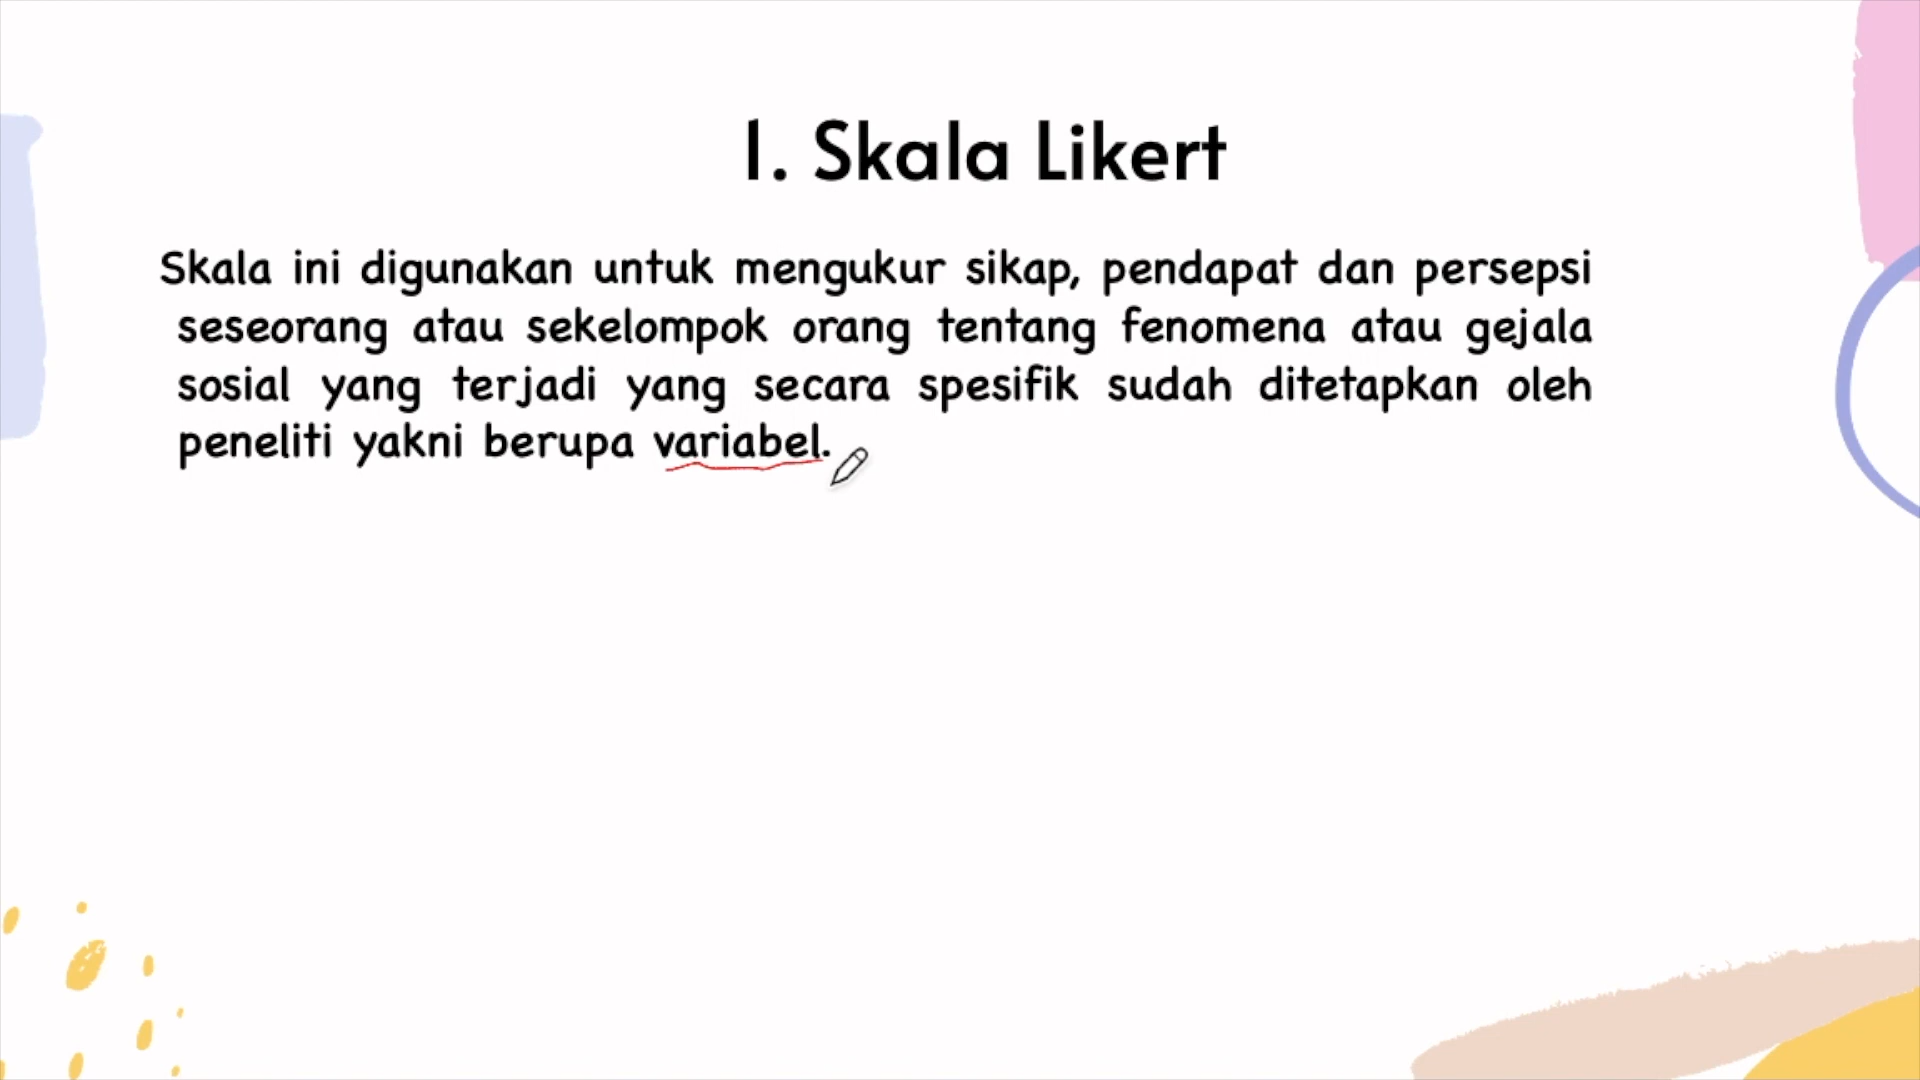 1. Skala Likert
Skala ini digunakan untuk mengukur sikap, pendapat dan persepsi
seseorang atau sekelompok orang tentang fenomena atau gejala
sosial yang terjadi yang secara spesifik sudah ditetapkan oleh
peneliti yakni berupa variabel.